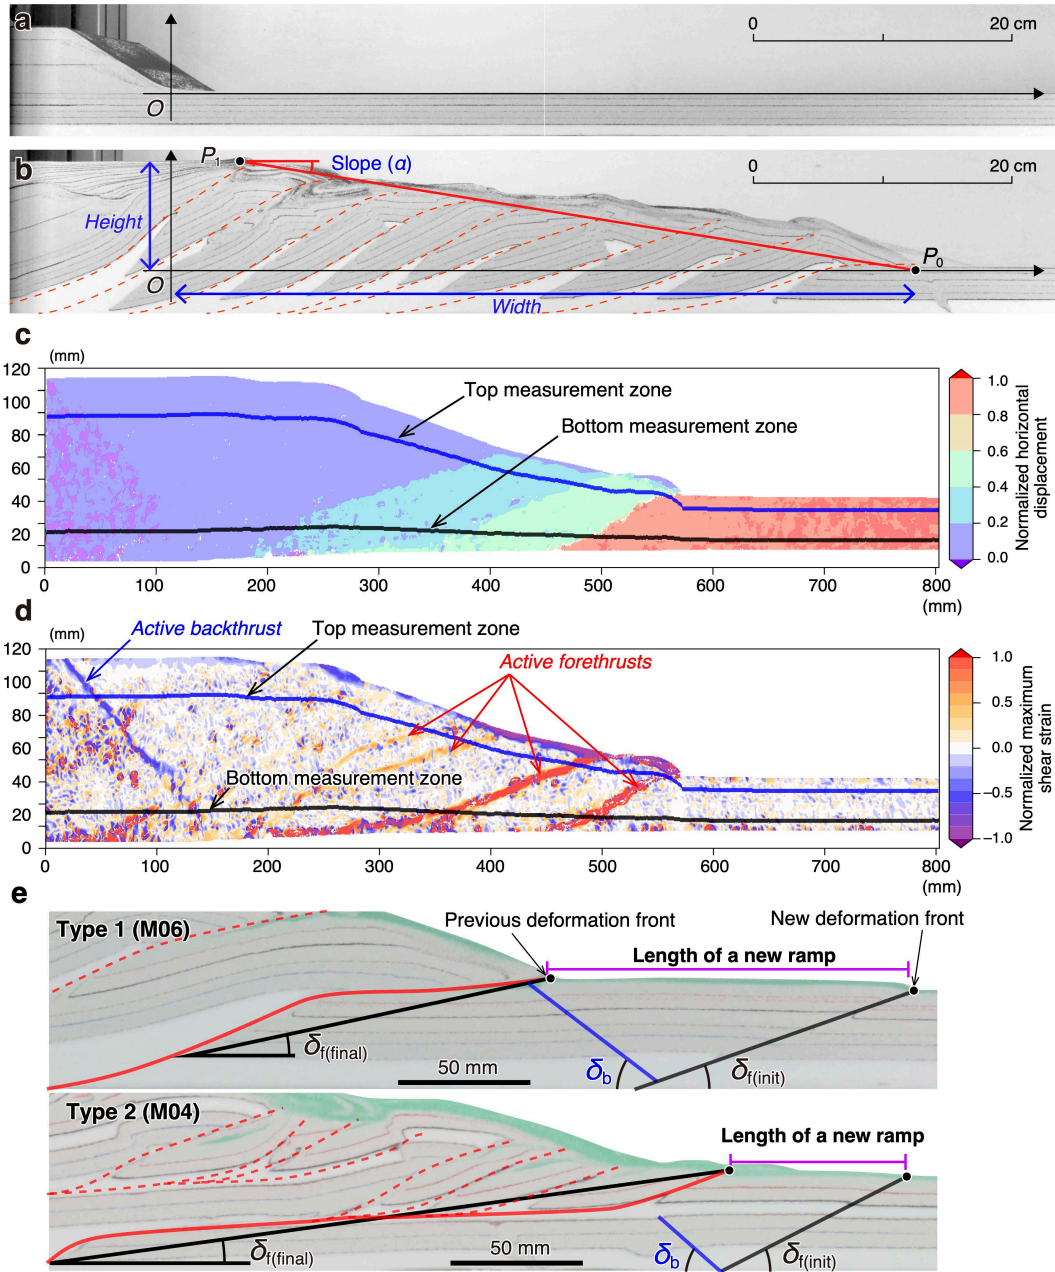 a
0 20 cm
O
b
P1
Slope (α)
0 20 cm
Height
O
P0
Width
c
(mm)
120
100
80
60
40
20
0
Top measurement zone
Bottom measurement zone
0 100 200 300 400 500 600 700 800
(mm)
1.0
0.8
0.6
0.4
0.2
0.0
Normalized horizontal
displacement
d
(mm)
Active backthrust
Top measurement zone
Active forethrusts
120
100
80
60
40
20
0
Bottom measurement zone
0 100 200 300 400 500 600 700 800
(mm)
1.0
0.5
0.0
−0.5
−1.0
Normalized maximum
shear strain
e
Type 1 (M06)
Previous deformation front
New deformation front
Length of a new ramp
δf(final)
50 mm
δb
δf(init)
Type 2 (M04)
Length of a new ramp
δf(final)
50 mm
δb
δf(init)